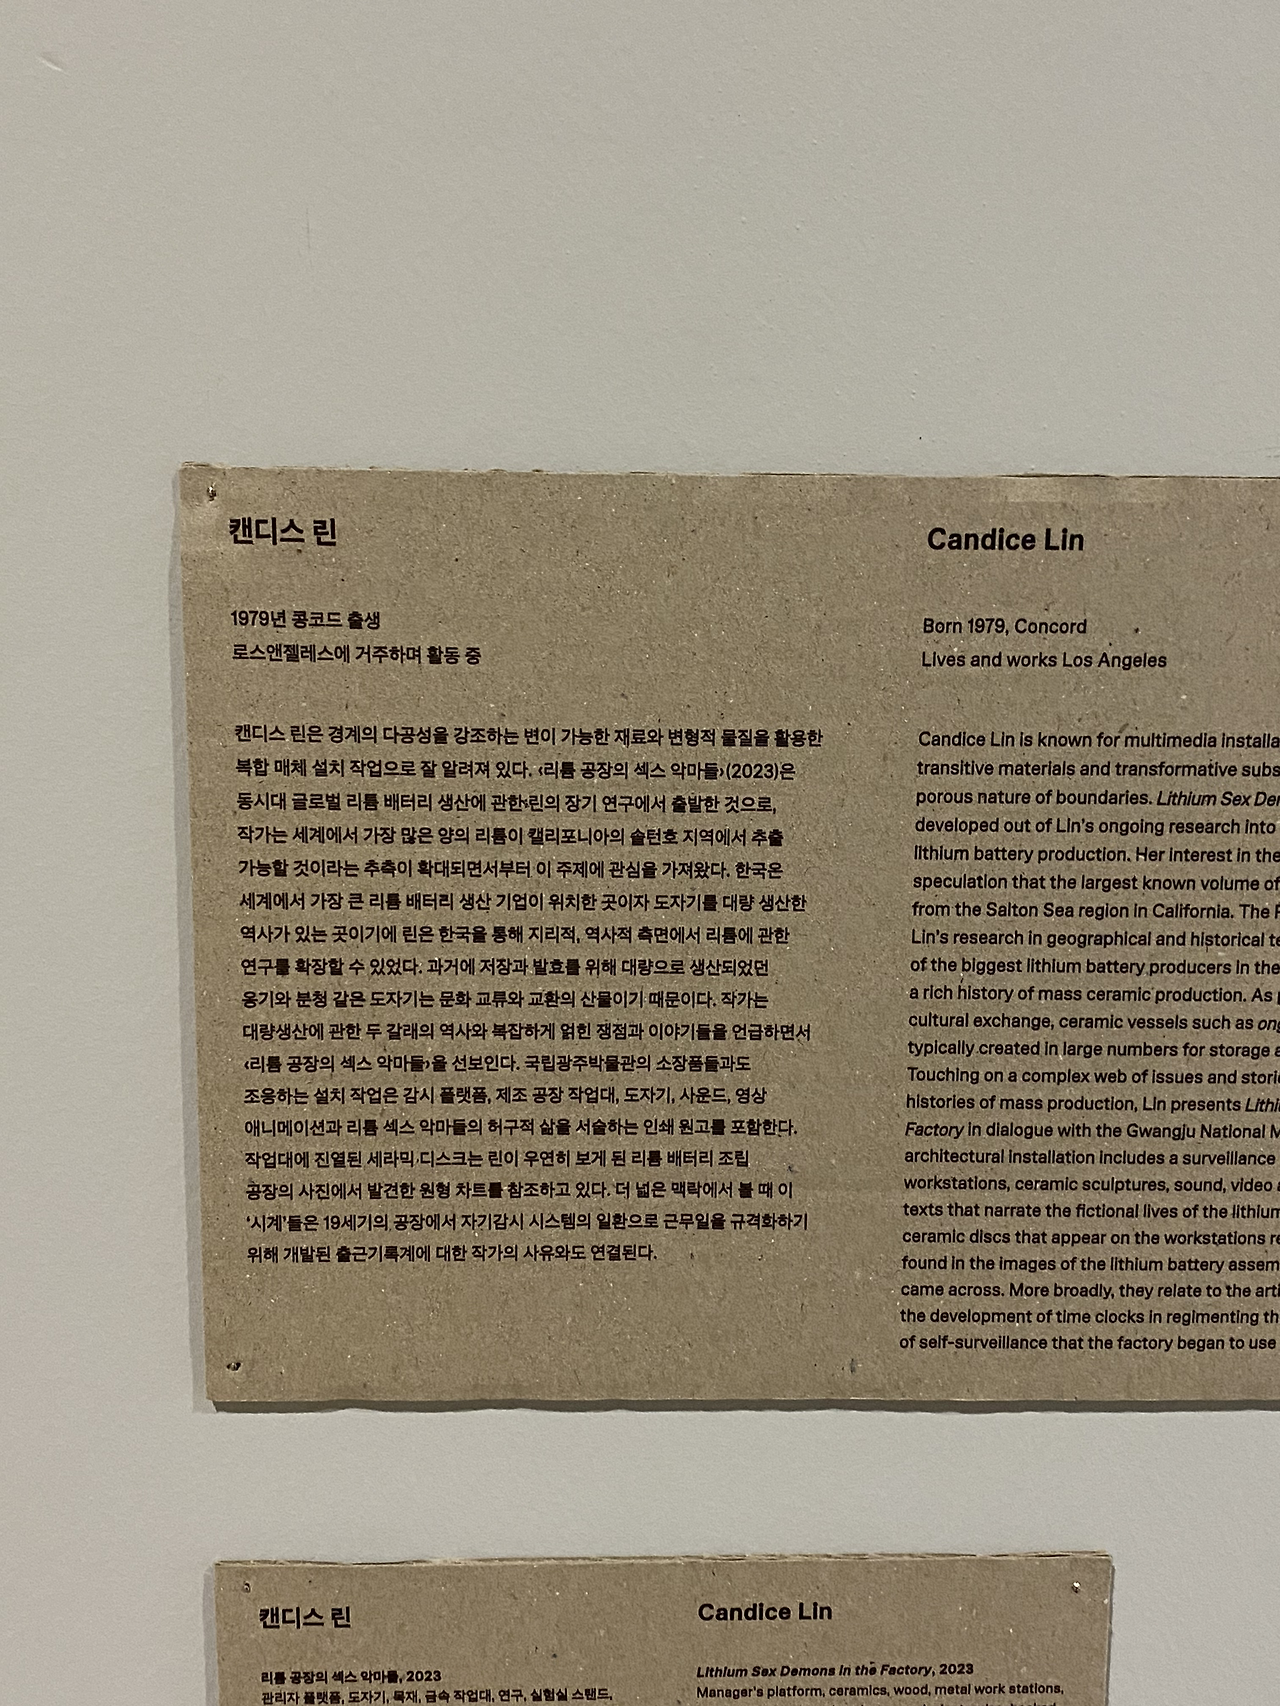 캔디스 린
1979년 콩코드 출생
로스앤젤레스에 거주하며 활동 중
캔디스 린은 경계의 다공성을 강조하는 변이 가능한 재료와 변형적 물질을 활용한
복합 매체 설치 작업으로 잘 알려져 있다. ‹리튬 공장의 섹스 악마들›(2023)은
동시대 글로벌 리튬 배터리 생산에 관한 린의 장기 연구에서 출발한 것으로,
작가는 세계에서 가장 많은 양의 리튬이 캘리포니아의 솔턴호 지역에서 추출
가능할 것이라는 추측이 확대되면서부터 이 주제에 관심을 가져왔다. 한국은
세계에서 가장 큰 리튬 배터리 생산 기업이 위치한 곳이자 도자기를 대량 생산한
역사가 있는 곳이기에 린은 한국을 통해 지리적, 역사적 측면에서 리튬에 관한
연구를 확장할 수 있었다. 과거에 저장과 발효를 위해 대량으로 생산되었던
옹기와 분청 같은 도자기는 문화 교류와 교환의 산물이기 때문이다. 작가는
대량생산에 관한 두 갈래의 역사와 복잡하게 얽힌 쟁점과 이야기들을 언급하면서
‹리튬 공장의 섹스 악마들›을 선보인다. 국립광주박물관의 소장품들과도
조응하는 설치 작업은 감시 플랫폼, 제조 공장 작업대, 도자기, 사운드, 영상
애니메이션과 리튬 섹스 악마들의 허구적 삶을 서술하는 인쇄 원고를 포함한다.
작업대에 진열된 세라믹 디스크는 린이 우연히 보게 된 리튬 배터리 조립
공장의 사진에서 발견한 원형 차트를 참조하고 있다. 더 넓은 맥락에서 볼 때 이
‘시계’들은 19세기의 공장에서 자기감시 시스템의 일환으로 근무일을 규격화하기
위해 개발된 출근기록계에 대한 작가의 사유와도 연결된다.
Candice Lin
Born 1979, Concord
Lives and works Los Angeles
Candice Lin is known for multimedia installa
transitive materials and transformative subs
porous nature of boundaries. Lithium Sex Der
developed out of Lin's ongoing research into
lithium battery production. Her interest in the
speculation that the largest known volume of
from the Salton Sea region in California. The
Lin's research in geographical and historical te
of the biggest lithium battery producers in the
a rich history of mass ceramic production. As
cultural exchange, ceramic vessels such as ong
typically created in large numbers for storage a
Touching on a complex web of issues and storie
histories of mass production, Lin presents Lithi
Factory in dialogue with the Gwangju National M
architectural installation includes a surveillance
workstations, ceramic sculptures, sound, video a
texts that narrate the fictional lives of the lithium
ceramic discs that appear on the workstations re
found in the images of the lithium battery assem
came across. More broadly, they relate to the arti
the development of time clocks in regimenting th
of self-surveillance that the factory began to use
캔디스 린
리튬 공장의 섹스 악마들, 2023
관리자 플랫폼, 도자기, 목재, 금속 작업대, 연구, 실험실 스탠드,
Candice Lin
Lithium Sex Demons in the Factory, 2023
Manager's platform, ceramics, wood, metal work stations,